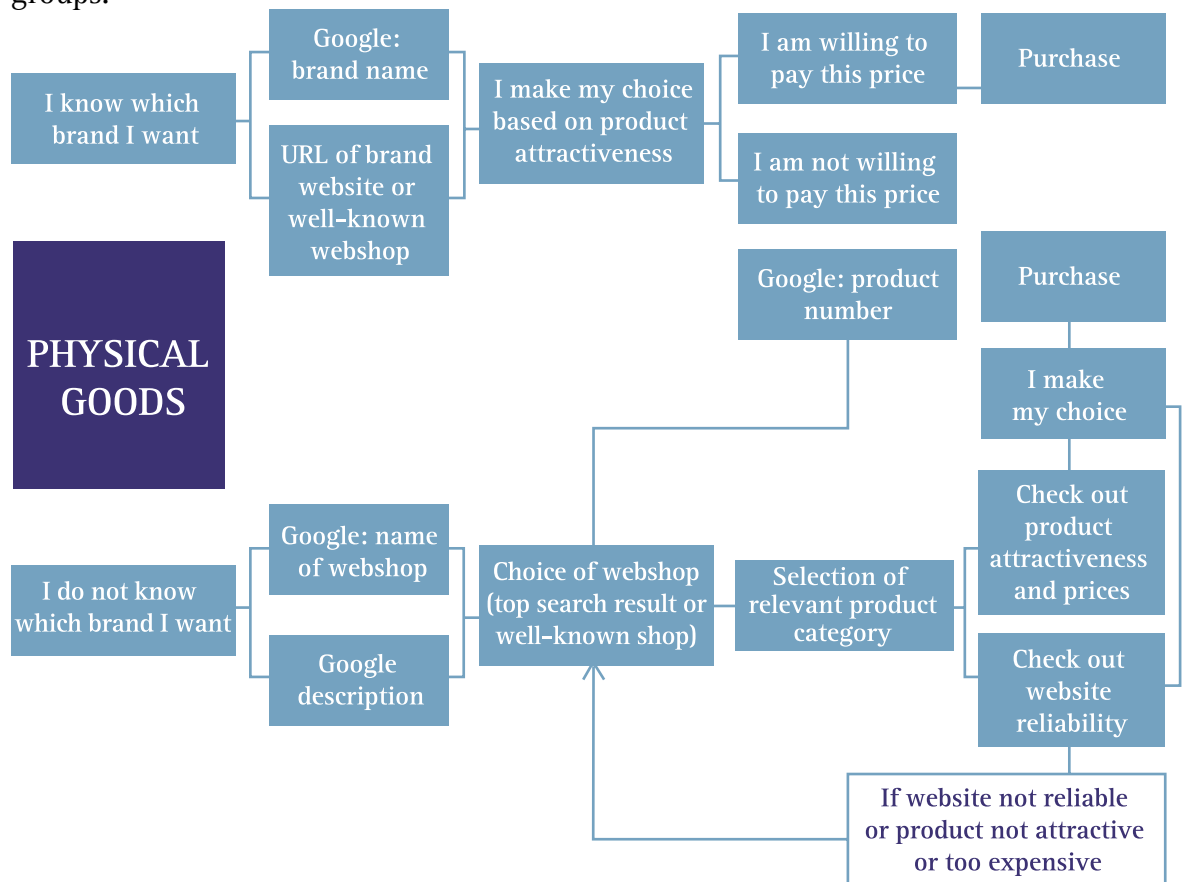 groups.
I know which
brand I want
Google:
brand name
URL of brand
website or
well-known
webshop
I make my choice
based on product
attractiveness
I am willing to
pay this price
Purchase
I am not willing
to pay this price
PHYSICAL
GOODS
Google: product
number
Purchase
I make
my choice
Check out
product
attractiveness
and prices
I do not know
which brand I want
Google: name
of webshop
Google
description
Choice of webshop
(top search result or
well-known shop)
Selection of
relevant product
category
Check out
website
reliability
If website not reliable
or product not attractive
or too expensive